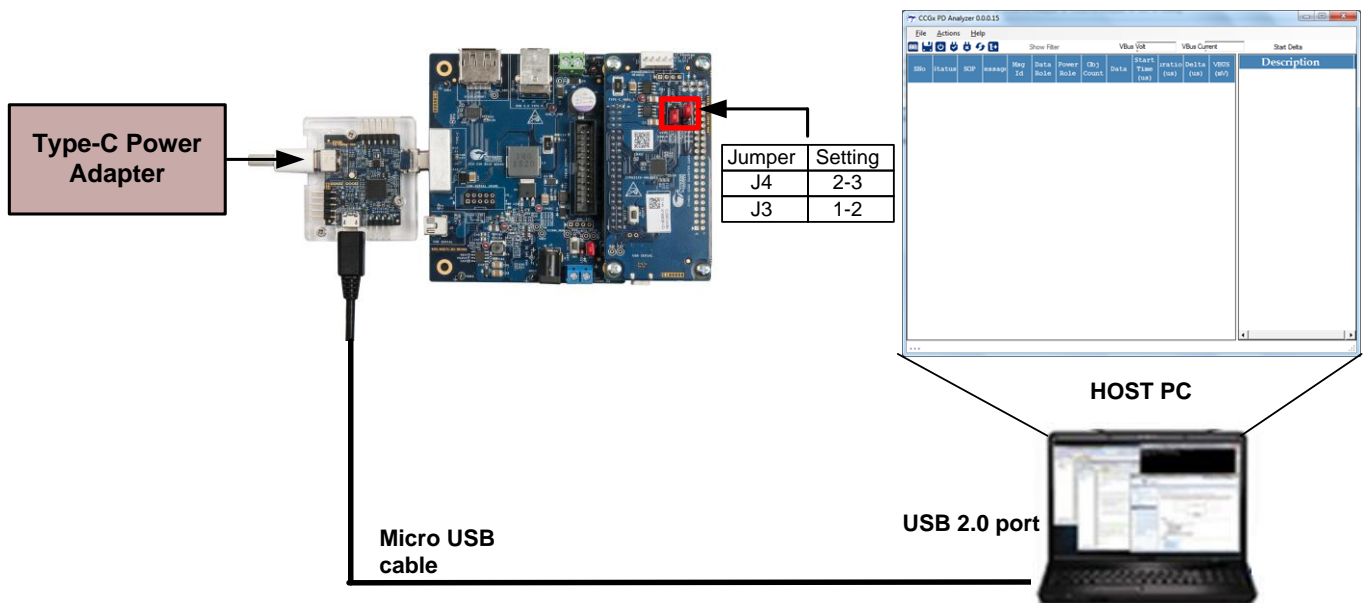 CCGx PD Analyzer 0.0.0.15
File Actions Help
Show Filter VBus Volt VBus Current Start Delta
SNo Status SOP Message Msg Id Data Role Power Role Obj Count Data Start Time (us) uratio (us) Delta (us) VBUS (mV)
Description
Type-C Power
Adapter
Jumper Setting
J4 2-3
J3 1-2
HOST PC
USB 2.0 port
Micro USB
cable